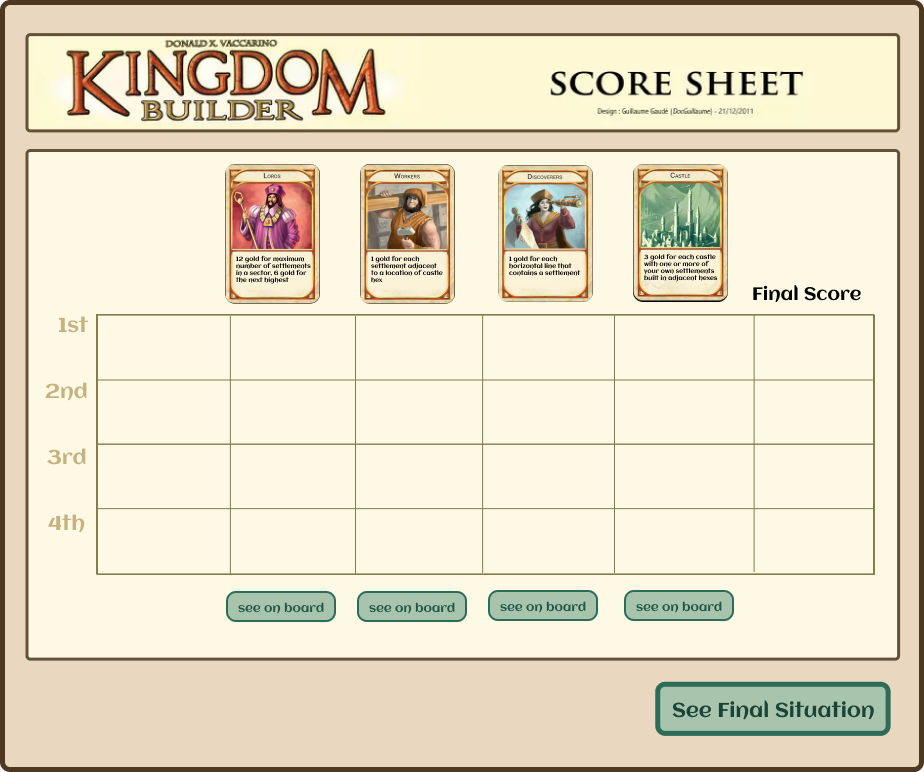 DONALD X. VACCARINO
KINGDOM
BUILDER
SCORE SHEET
Design : Guillaume Gaudé (DocGuillaume) - 21/12/2011
Lords
12 gold for maximum
number of settlements
in a sector, 6 gold for
the next highest
Workers
1 gold for each
settlement adjacent
to a location of castle
hex
Discoverers
1 gold for each
horizontal line that
contains a settlement
Castle
3 gold for each castle
with one or more of
your own settlements
built in adjacent hexes
Final Score
1st
2nd
3rd
4th
see on board
see on board
see on board
see on board
See Final Situation